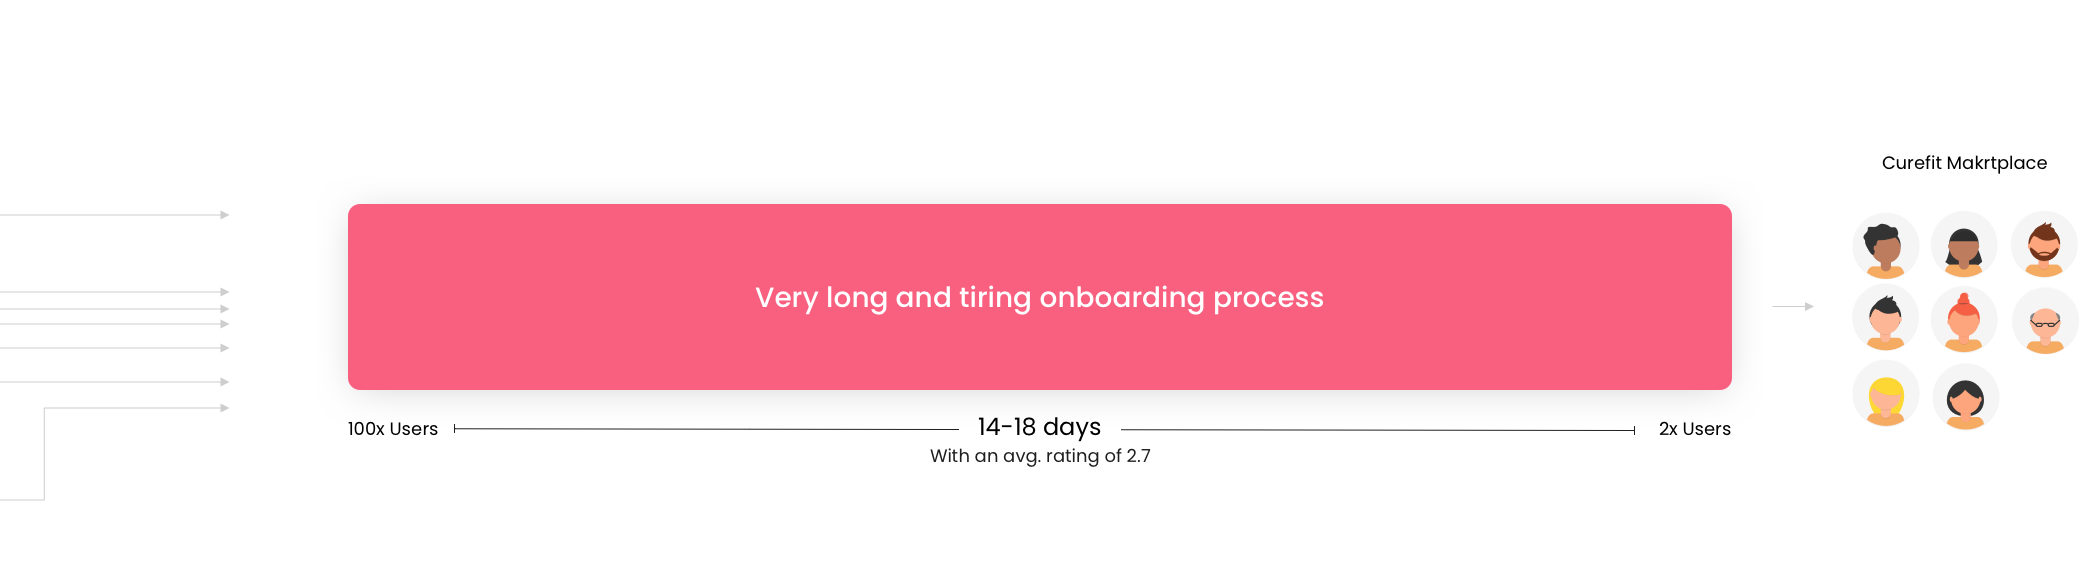 Curefit Makrtplace
Very long and tiring onboarding process
100x Users
14-18 days
2x Users
With an avg. rating of 2.7